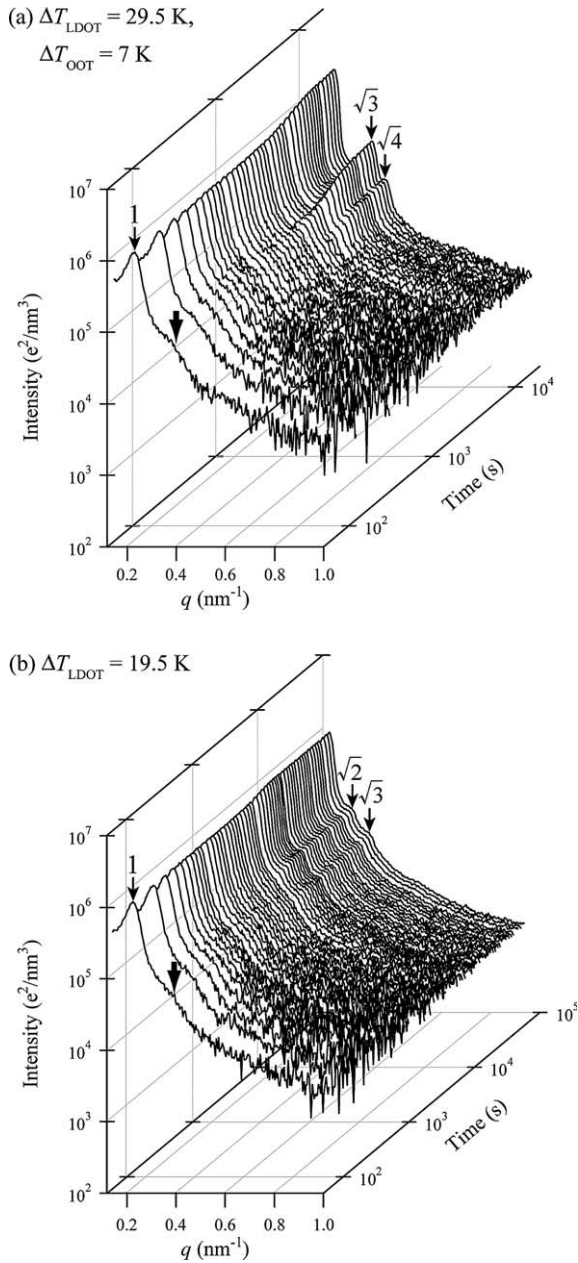 (a) ΔT_LDOT = 29.5 K,
ΔT_OOT = 7 K
√3
√4
1
10^7
10^6
10^5
10^4
10^3
10^2
Intensity (e^2/nm^3)
0.2 0.4 0.6 0.8 1.0
q (nm^-1)
10^2
10^3
10^4
Time (s)
(b) ΔT_LDOT = 19.5 K
√2
√3
1
10^7
10^6
10^5
10^4
10^3
10^2
Intensity (e^2/nm^3)
0.2 0.4 0.6 0.8 1.0
q (nm^-1)
10^2
10^3
10^4
10^5
Time (s)